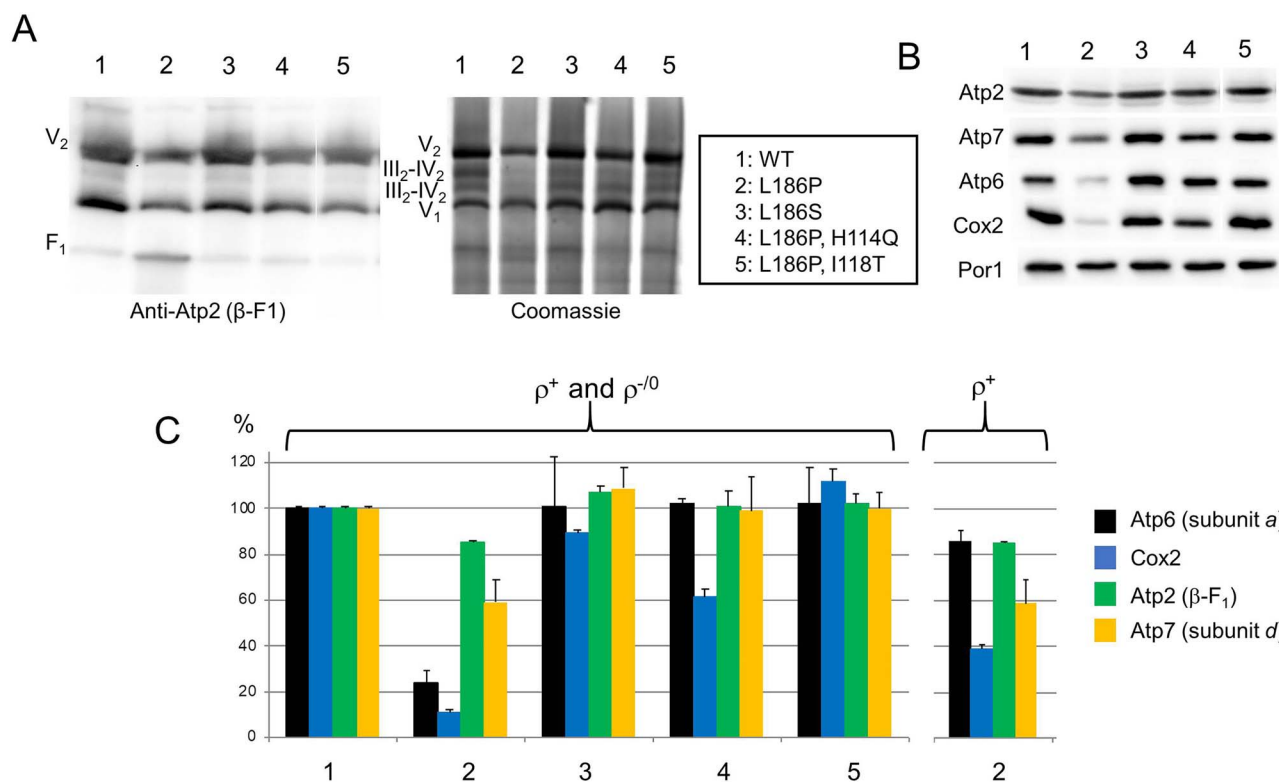 A
1 2 3 4 5
V2
F1
Anti-Atp2 (β-F1)
1 2 3 4 5
V2
III2-IV2
III2-IV2
V1
Coomassie
1: WT
2: L186P
3: L186S
4: L186P, H114Q
5: L186P, I118T
B
1 2 3 4 5
Atp2
Atp7
Atp6
Cox2
Por1
C
%
ρ+ and ρ-/0
ρ+
120
100
80
60
40
20
0
1 2 3 4 5 2
Atp6 (subunit a)
Cox2
Atp2 (β-F1)
Atp7 (subunit d)